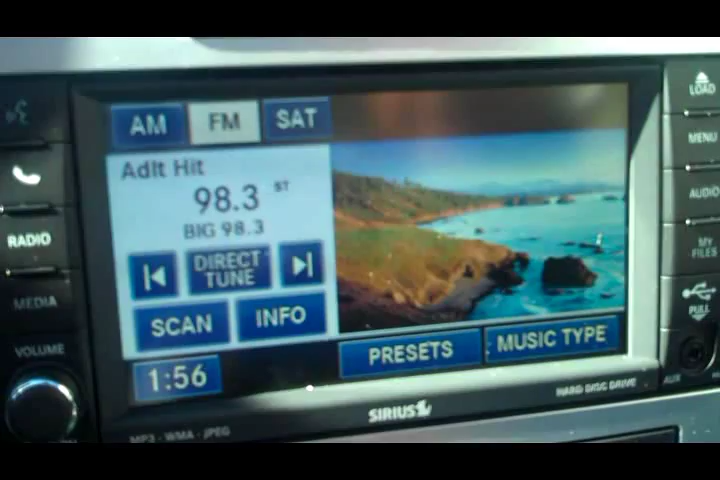 AM FM SAT
Adlt Hit
98.3 ST
BIG 98.3
DIRECT TUNE
SCAN INFO
1:56 PRESETS MUSIC TYPE
SIRIUS
HARD DISC DRIVE
MP3 - WMA - JPEG
RADIO
MEDIA
VOLUME
LOAD
MENU
AUDIO
MY FILES
PULL
AUX